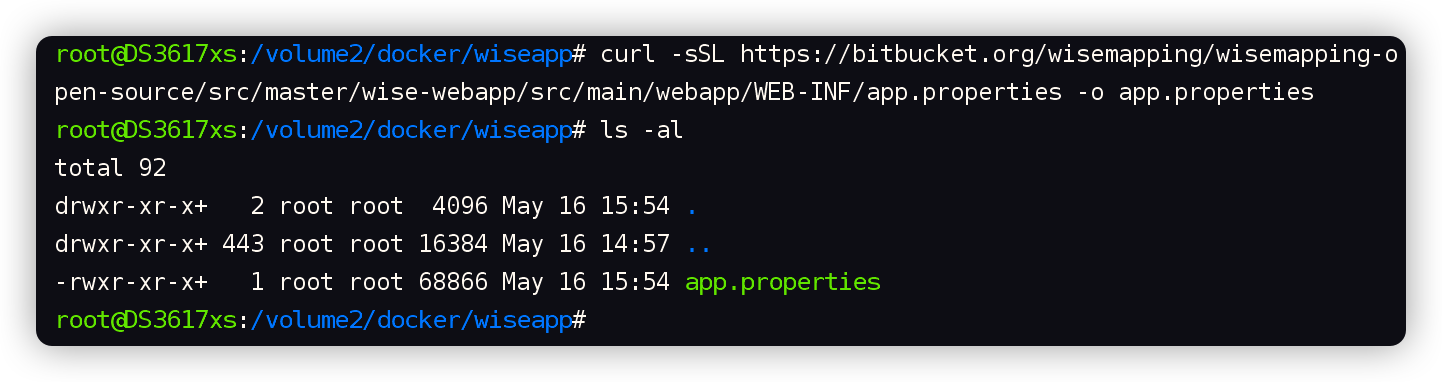 root@DS3617xs:/volume2/docker/wiseapp# curl -sSL https://bitbucket.org/wisemapping/wisemapping-o
pen-source/src/master/wise-webapp/src/main/webapp/WEB-INF/app.properties -o app.properties
root@DS3617xs:/volume2/docker/wiseapp# ls -al
total 92
drwxr-xr-x+   2 root root  4096 May 16 15:54 .
drwxr-xr-x+ 443 root root 16384 May 16 14:57 ..
-rwxr-xr-x+   1 root root 68866 May 16 15:54 app.properties
root@DS3617xs:/volume2/docker/wiseapp#